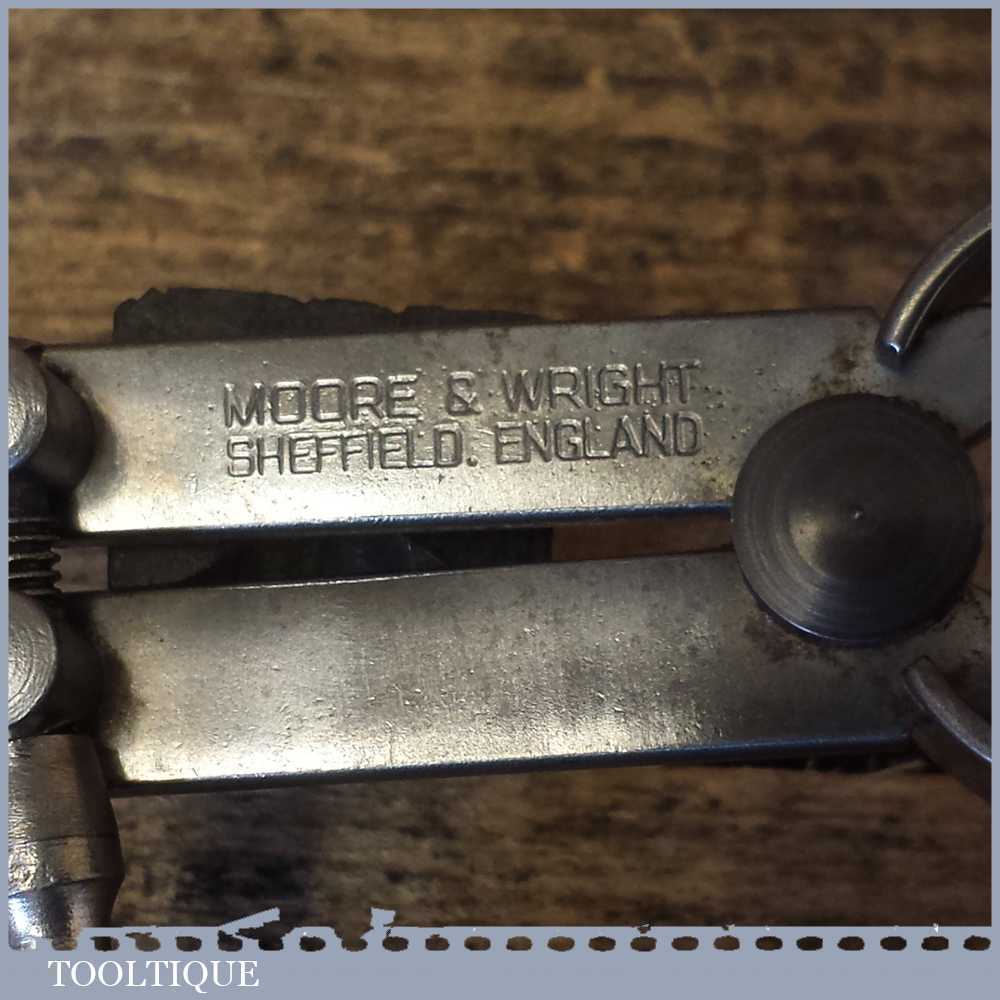 MOORE & WRIGHT
SHEFFIELD. ENGLAND
TOOLTIQUE